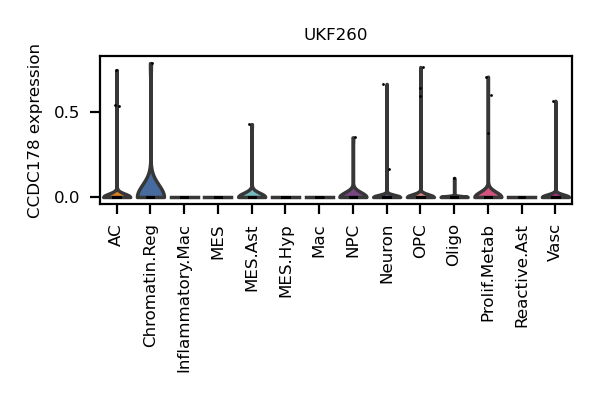 UKF260
CCDC178 expression
0.5
0.0
AC
Chromatin.Reg
Inflammatory.Mac
MES
MES.Ast
MES.Hyp
Mac
NPC
Neuron
OPC
Oligo
Prolif.Metab
Reactive.Ast
Vasc